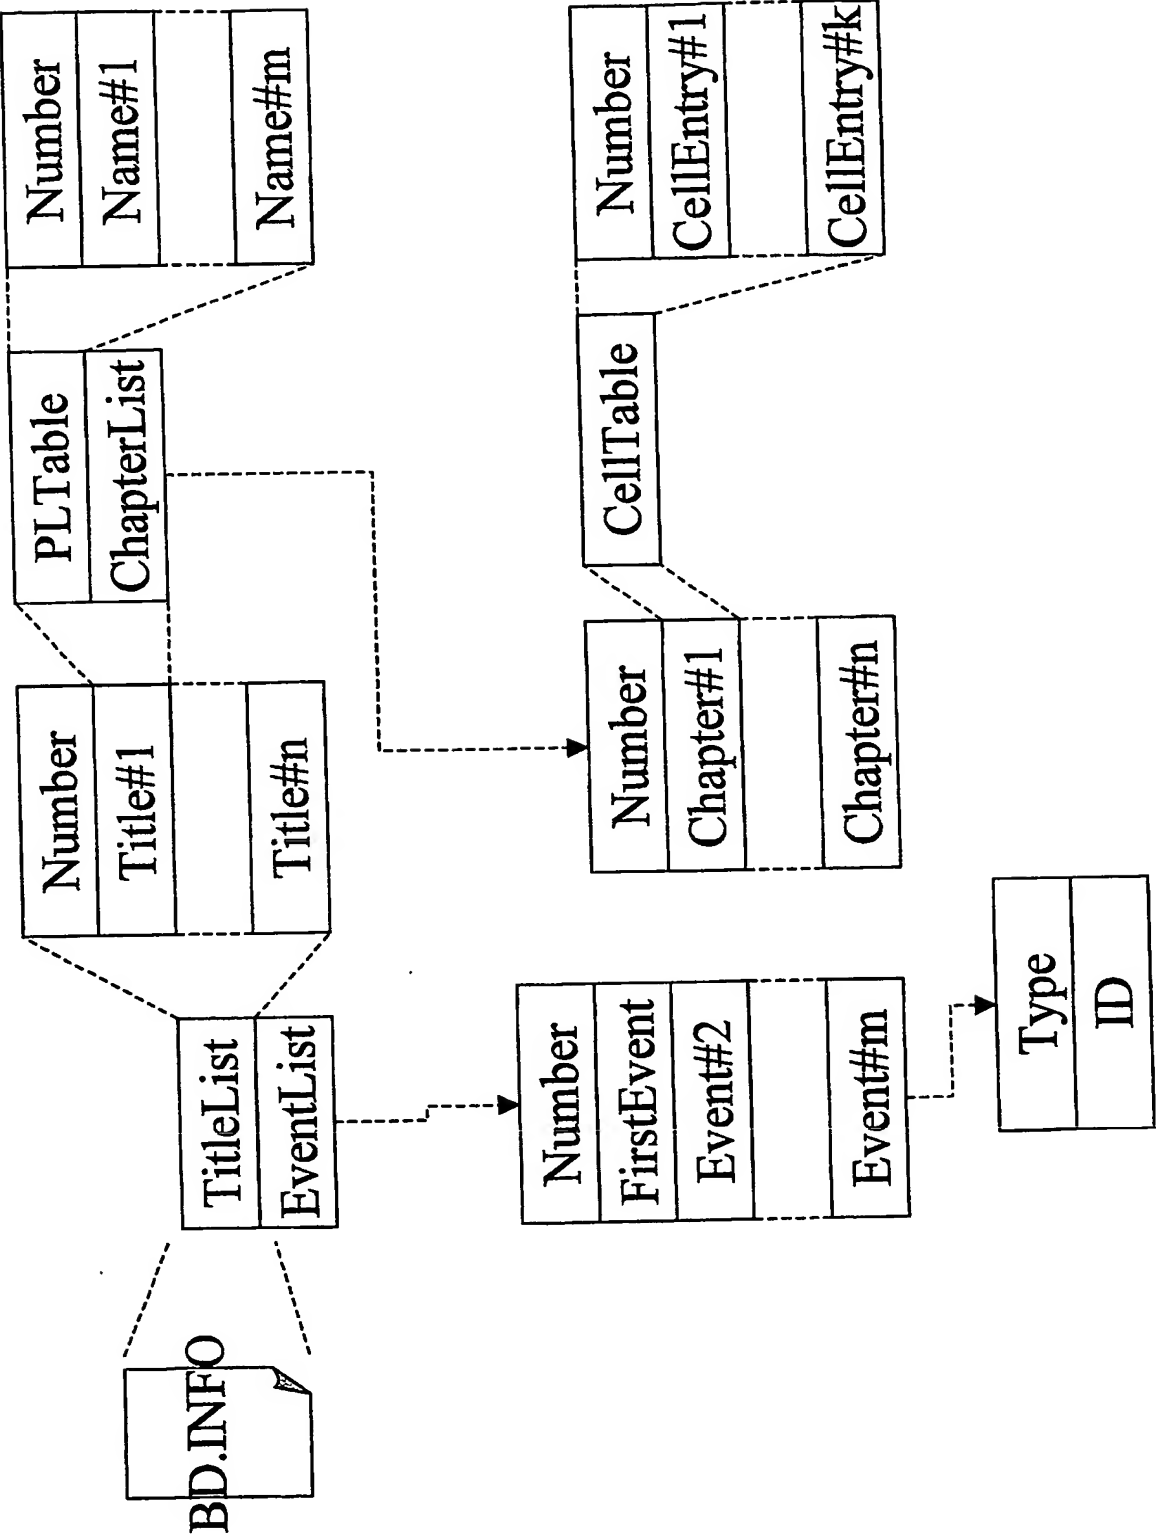 BD.INFO
TitleList
EventList
Number
Title#1
Title#n
PLTable
ChapterList
Number
Name#1
Name#m
Number
FirstEvent
Event#2
Event#m
Type
ID
Number
Chapter#1
Chapter#n
CellTable
Number
CellEntry#1
CellEntry#k